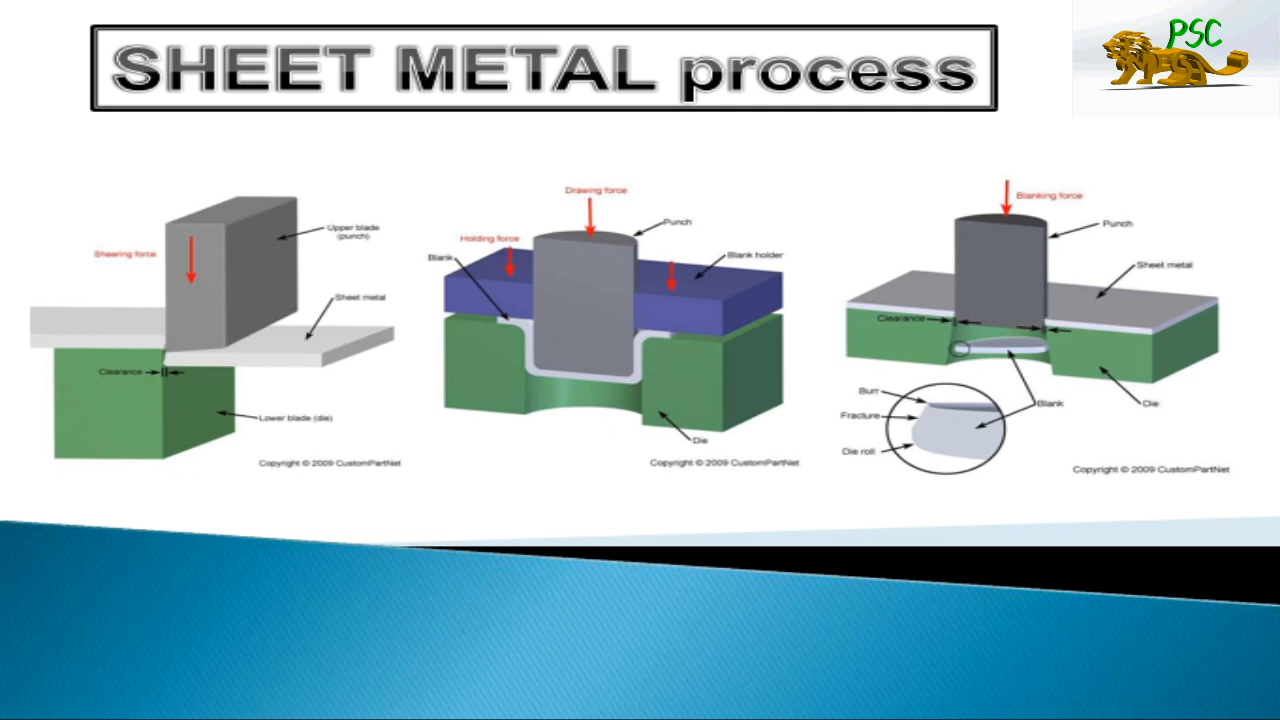 SHEET METAL process
PSC
Shearing force
Upper blade
(punch)
Sheet metal
Clearance
Lower blade (die)
Copyright © 2009 CustomPartNet
Drawing force
Punch
Holding force
Blank
Blank holder
Die
Copyright © 2009 CustomPartNet
Blanking force
Punch
Sheet metal
Clearance
Burr
Fracture
Die roll
Blank
Die
Copyright © 2009 CustomPartNet